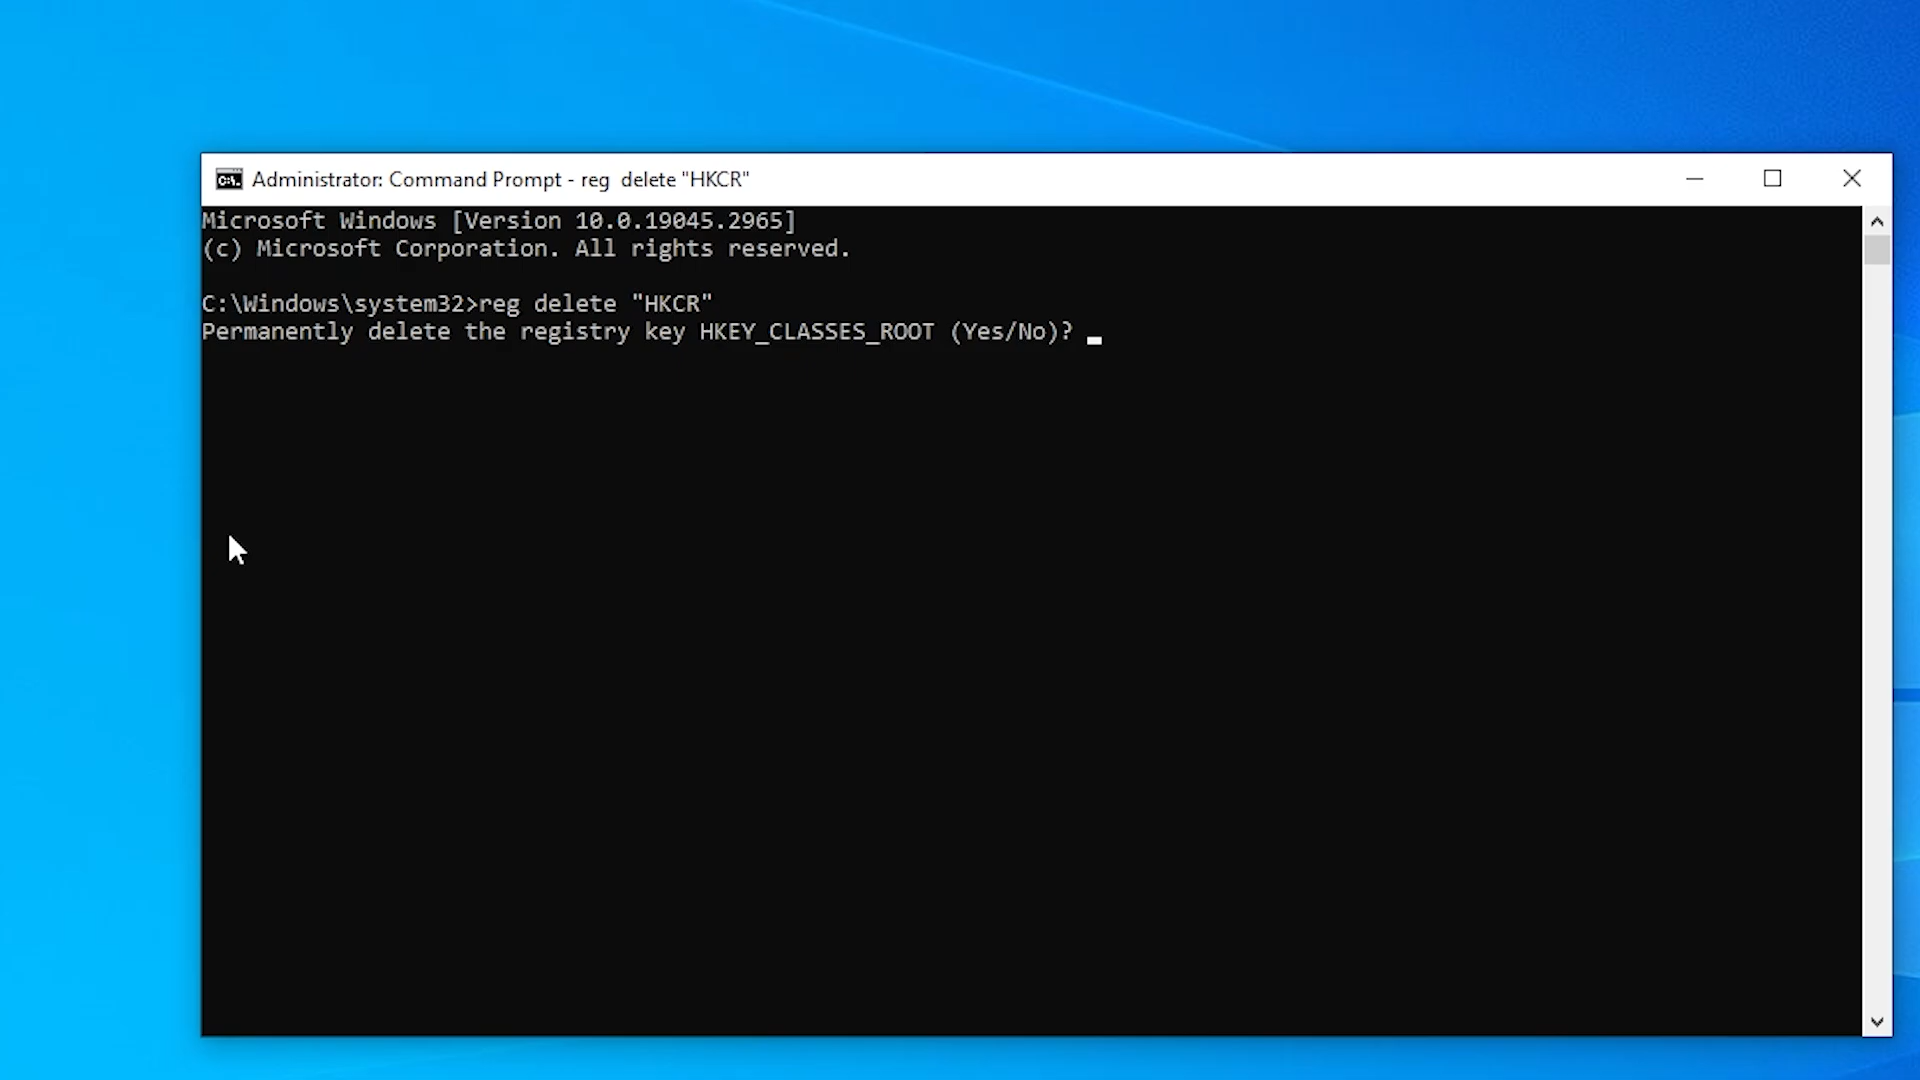 Administrator: Command Prompt - reg  delete "HKCR"
Microsoft Windows [Version 10.0.19045.2965]
(c) Microsoft Corporation. All rights reserved.
C:\Windows\system32>reg delete "HKCR"
Permanently delete the registry key HKEY_CLASSES_ROOT (Yes/No)?